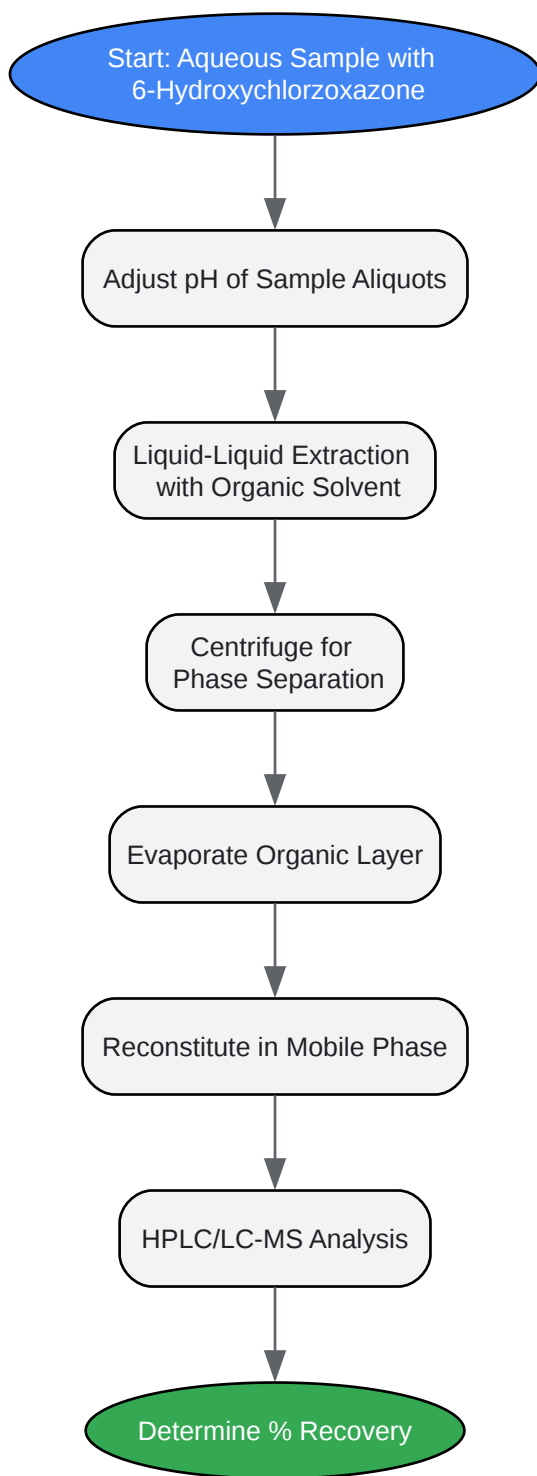 Start: Aqueous Sample with
6-Hydroxychlorzoxazone
Adjust pH of Sample Aliquots
Liquid-Liquid Extraction
with Organic Solvent
Centrifuge for
Phase Separation
Evaporate Organic Layer
Reconstitute in Mobile Phase
HPLC/LC-MS Analysis
Determine % Recovery